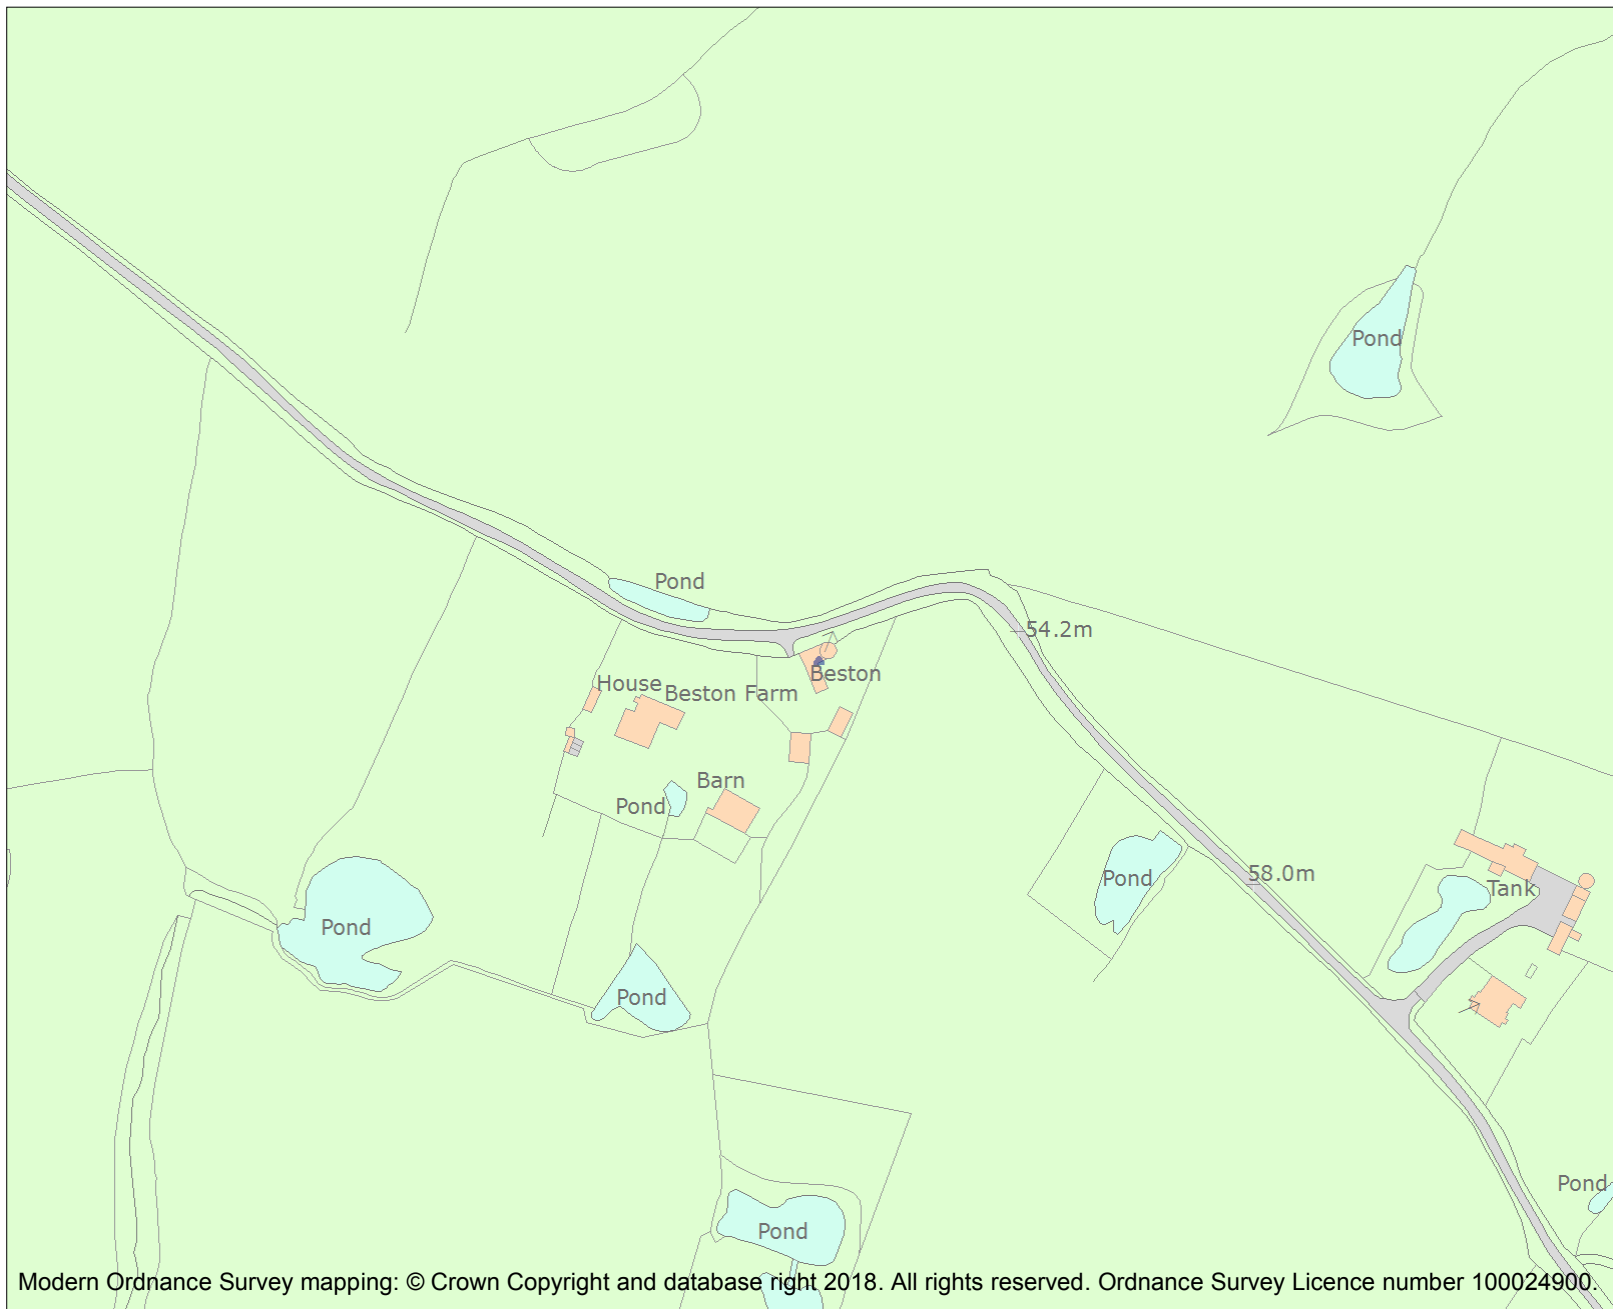 Pond
Pond
54.2m
Beston
House
Beston Farm
Barn
Pond
58.0m
Pond
Tank
Pond
Pond
Pond
Pond
Modern Ordnance Survey mapping: © Crown Copyright and database right 2018. All rights reserved. Ordnance Survey Licence number 100024900.